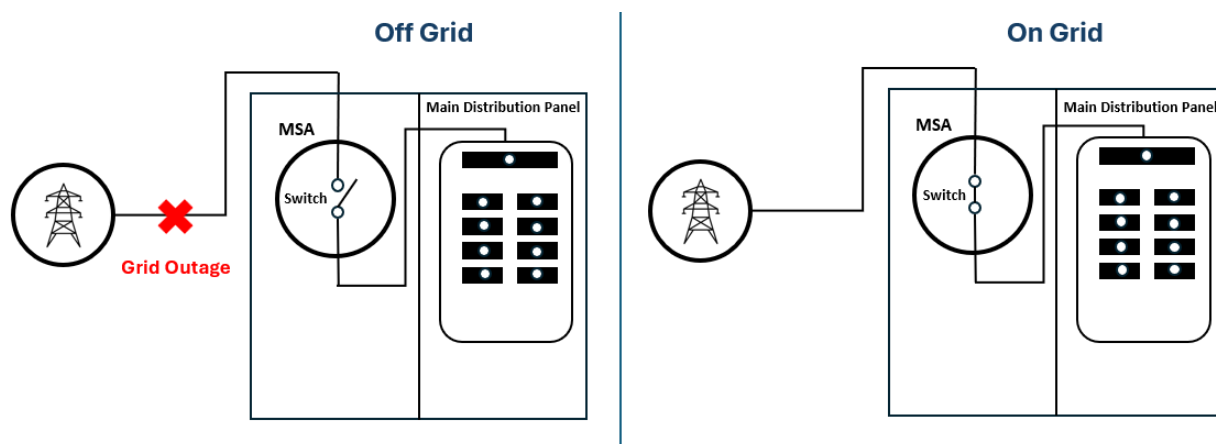 Off Grid
Main Distribution Panel
MSA
Switch
Grid Outage
On Grid
Main Distribution Panel
MSA
Switch